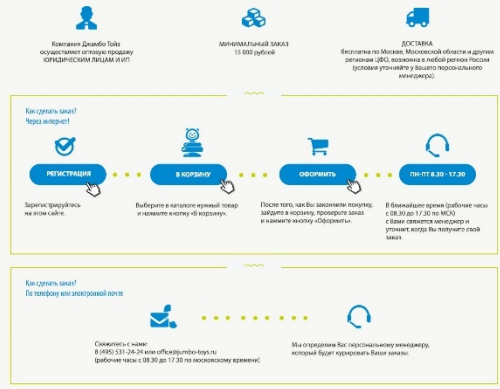 Компания Джамбо Тойз
осуществляет оптовую продажу
ЮРИДИЧЕСКИМ ЛИЦАМ И ИП
МИНИМАЛЬНЫЙ ЗАКАЗ
15 000 рублей
ДОСТАВКА
бесплатна по Москве, Московской области и другим
регионам ЦФО, возможна в любой регион России
(условия уточняйте у Вашего персонального
менеджера).
Как сделать заказ?
Через интернет!
РЕГИСТРАЦИЯ
В КОРЗИНУ
ОФОРМИТЬ
ПН-ПТ 8.30 - 17.30
Зарегистрируйтесь
на этом сайте.
Выберите в каталоге нужный товар
и нажмите кнопку «В корзину».
После того, как Вы закончили покупку,
зайдите в корзину, проверьте заказ
и нажмите кнопку «Оформить».
В ближайшее время (рабочие часы
с 08.30 до 17.30 по МСК)
с Вами свяжется менеджер и
уточнит, когда Вы получите свой
заказ.
Как сделать заказ?
По телефону или электронной почте
Свяжитесь с нами:
8 (495) 531-24-24 или office@jumbo-toys.ru
(рабочие часы с 08.30 до 17.30 по московскому времени)
Мы определим Вас персональному менеджеру,
который будет курировать Ваши заказы.